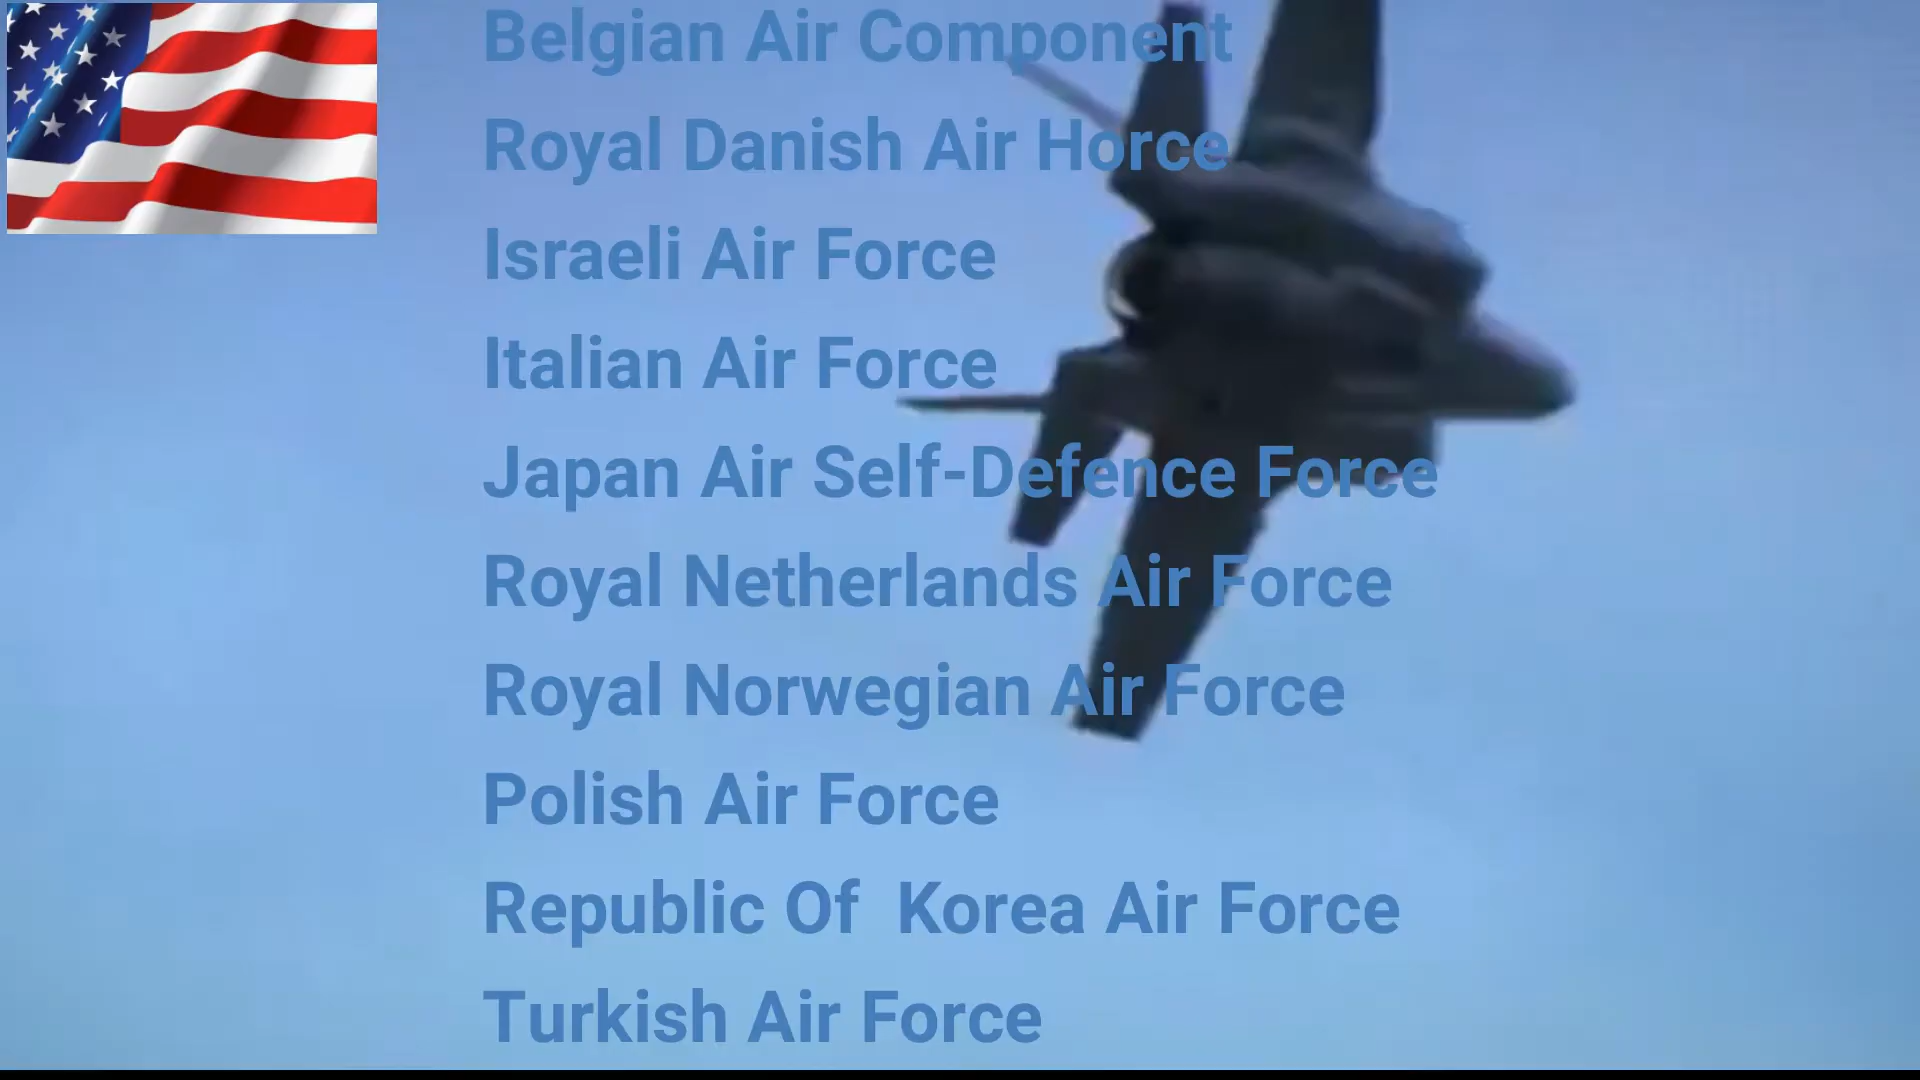 Belgian Air Component
Royal Danish Air Horce
Israeli Air Force
Italian Air Force
Japan Air Self-Defence Force
Royal Netherlands Air Force
Royal Norwegian Air Force
Polish Air Force
Republic Of  Korea Air Force
Turkish Air Force